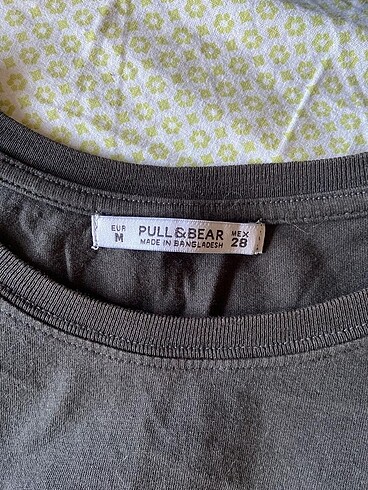 EUR M
PULL&BEAR
MADE IN BANGLADESH
MEX 28